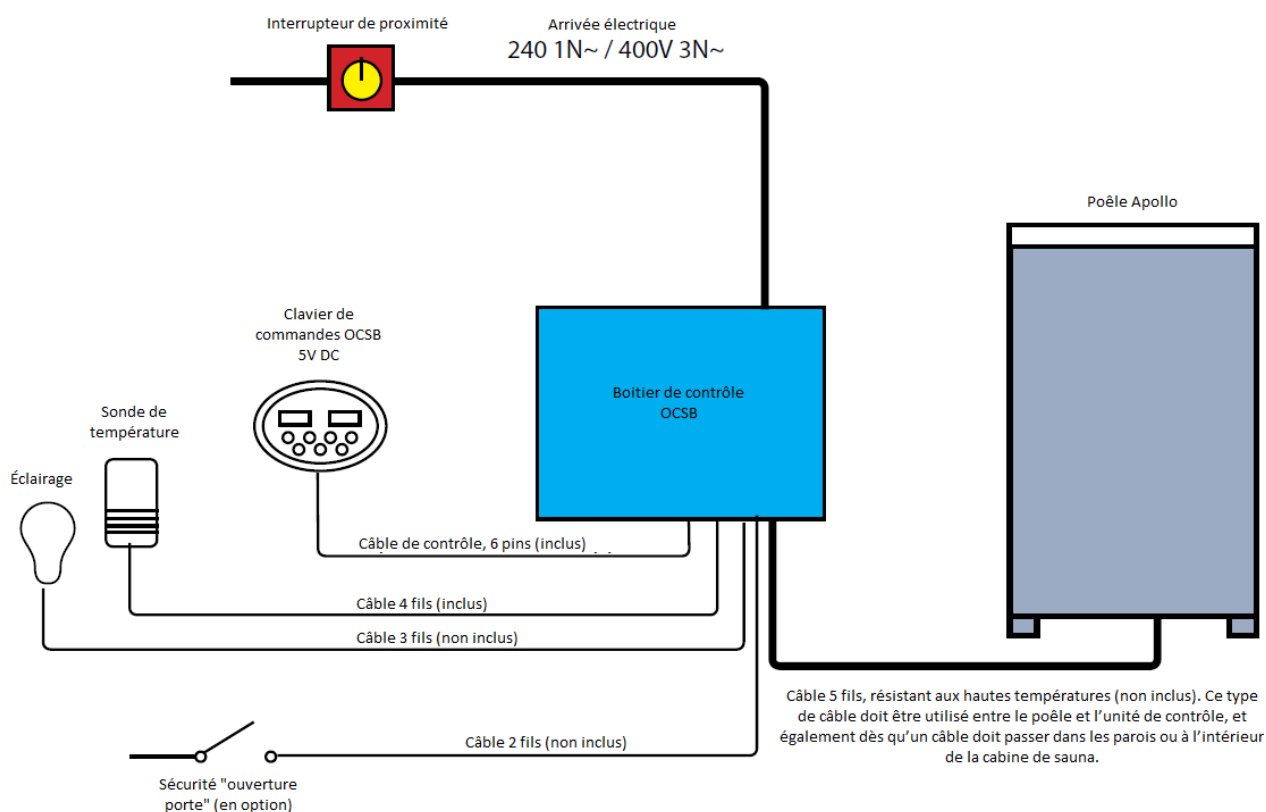 Interrupteur de proximité
Arrivée électrique
240 1N~ / 400V 3N~
Poêle Apollo
Clavier de
commandes OCSB
5V DC
Boitier de contrôle
OCSB
Sonde de
température
Éclairage
Câble de contrôle, 6 pins (inclus)
Câble 4 fils (inclus)
Câble 3 fils (non inclus)
Câble 5 fils, résistant aux hautes températures (non inclus). Ce type
de câble doit être utilisé entre le poêle et l’unité de contrôle, et
également dès qu’un câble doit passer dans les parois ou à l’intérieur
de la cabine de sauna.
Câble 2 fils (non inclus)
Sécurité "ouverture
porte" (en option)